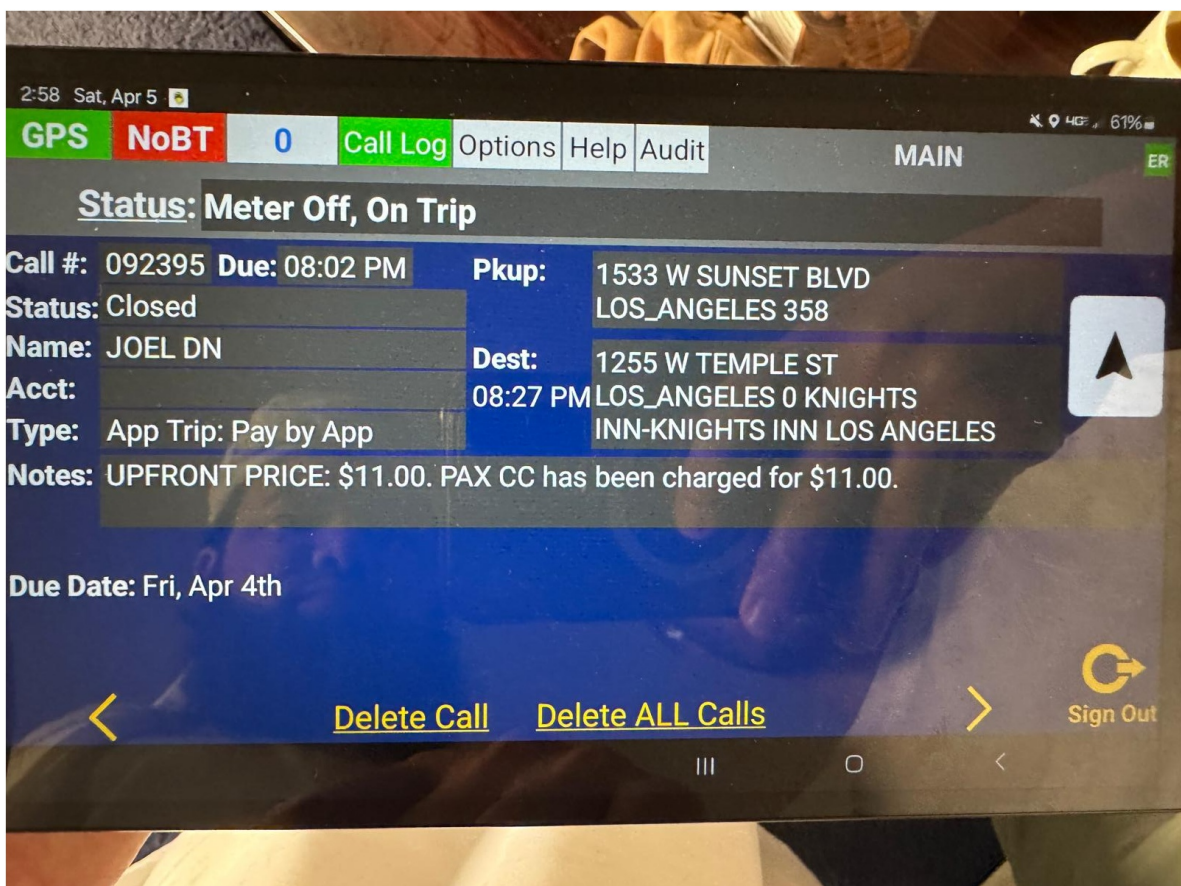 2:58 Sat, Apr 5
4G 61%
GPS NoBT 0 Call Log Options Help Audit MAIN ER
Status: Meter Off, On Trip
Call #: 092395 Due: 08:02 PM
Status: Closed
Name: JOEL DN
Acct:
Type: App Trip: Pay by App
Pkup: 1533 W SUNSET BLVD
LOS_ANGELES 358
Dest: 1255 W TEMPLE ST
08:27 PM LOS_ANGELES 0 KNIGHTS
INN-KNIGHTS INN LOS ANGELES
Notes: UPFRONT PRICE: $11.00. PAX CC has been charged for $11.00.
Due Date: Fri, Apr 4th
Delete Call Delete ALL Calls
Sign Out